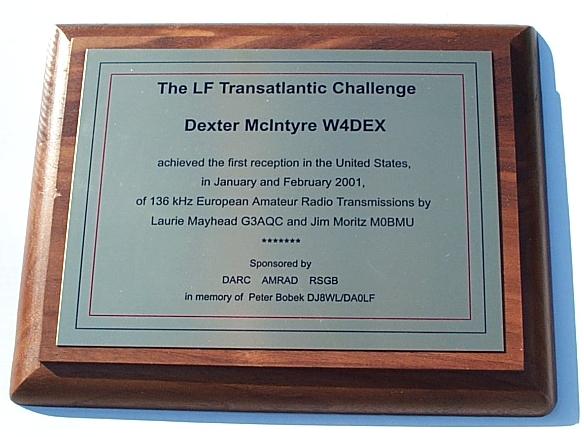 The LF Transatlantic Challenge
Dexter McIntyre W4DEX
achieved the first reception in the United States,
in January and February 2001,
of 136 kHz European Amateur Radio Transmissions by
Laurie Mayhead G3AQC and Jim Moritz M0BMU
*******
Sponsored by
DARC AMRAD RSGB
in memory of Peter Bobek DJ8WL/DA0LF